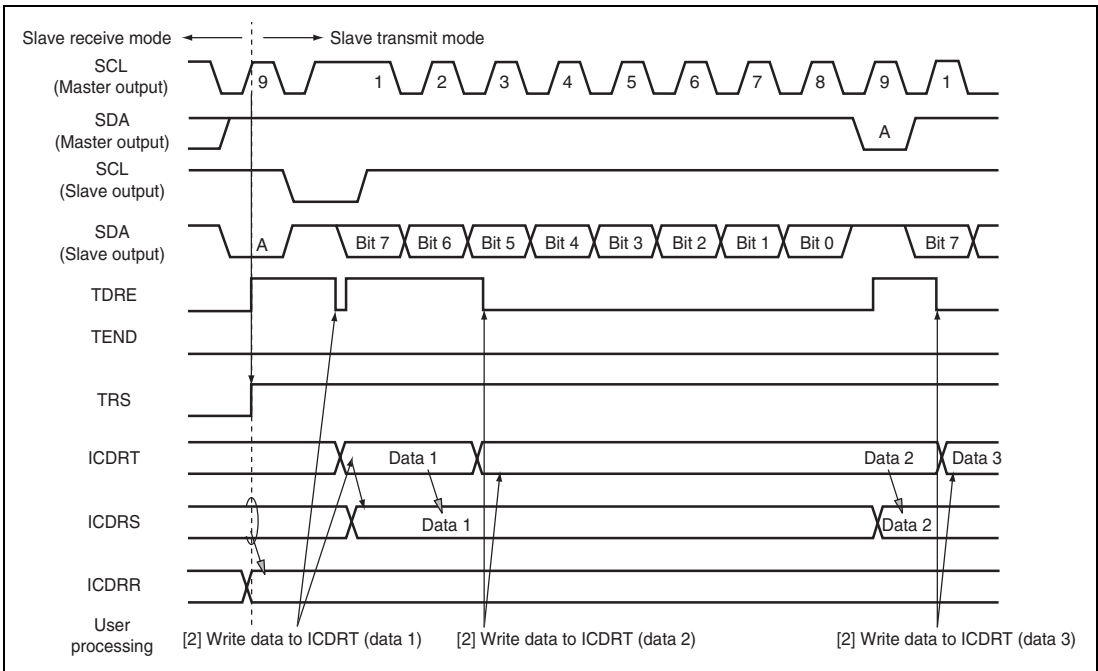 Slave receive mode Slave transmit mode
SCL
(Master output)
9 1 2 3 4 5 6 7 8 9 1
SDA
(Master output)
A
SCL
(Slave output)
SDA
(Slave output)
A Bit 7 Bit 6 Bit 5 Bit 4 Bit 3 Bit 2 Bit 1 Bit 0 Bit 7
TDRE
TEND
TRS
ICDRT Data 1 Data 2 Data 3
ICDRS Data 1 Data 2
ICDRR
User
processing
[2] Write data to ICDRT (data 1) [2] Write data to ICDRT (data 2) [2] Write data to ICDRT (data 3)